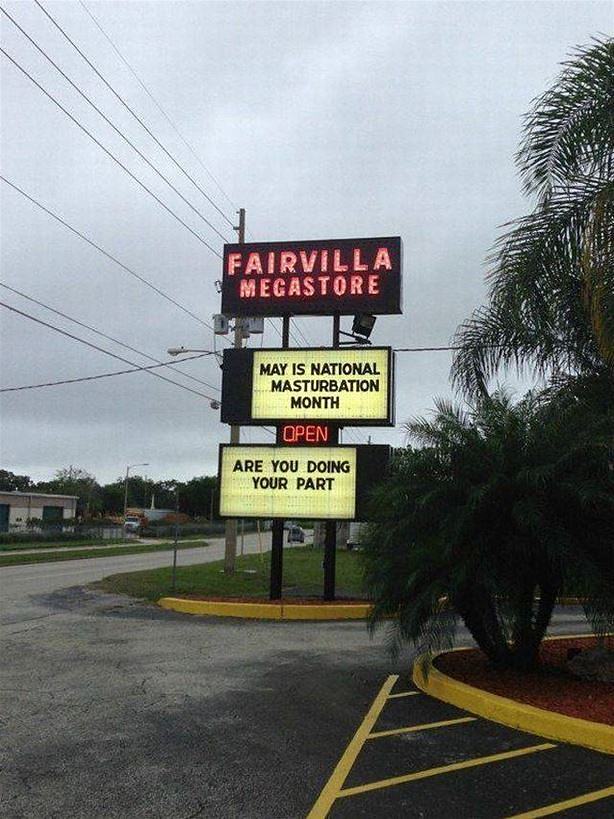 FAIRVILLA
MEGASTORE
MAY IS NATIONAL
MASTURBATION
MONTH
OPEN
ARE YOU DOING
YOUR PART